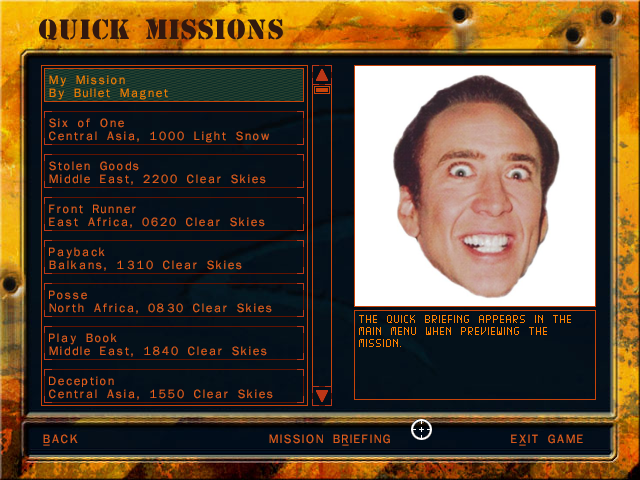 QUICK MISSIONS
My Mission
By Bullet Magnet
Six of One
Central Asia, 1000 Light Snow
Stolen Goods
Middle East, 2200 Clear Skies
Front Runner
East Africa, 0620 Clear Skies
Payback
Balkans, 1310 Clear Skies
Posse
North Africa, 0830 Clear Skies
Play Book
Middle East, 1840 Clear Skies
Deception
Central Asia, 1550 Clear Skies
THE QUICK BRIEFING APPEARS IN THE
MAIN MENU WHEN PREVIEWING THE
MISSION.
BACK
MISSION BRIEFING
EXIT GAME